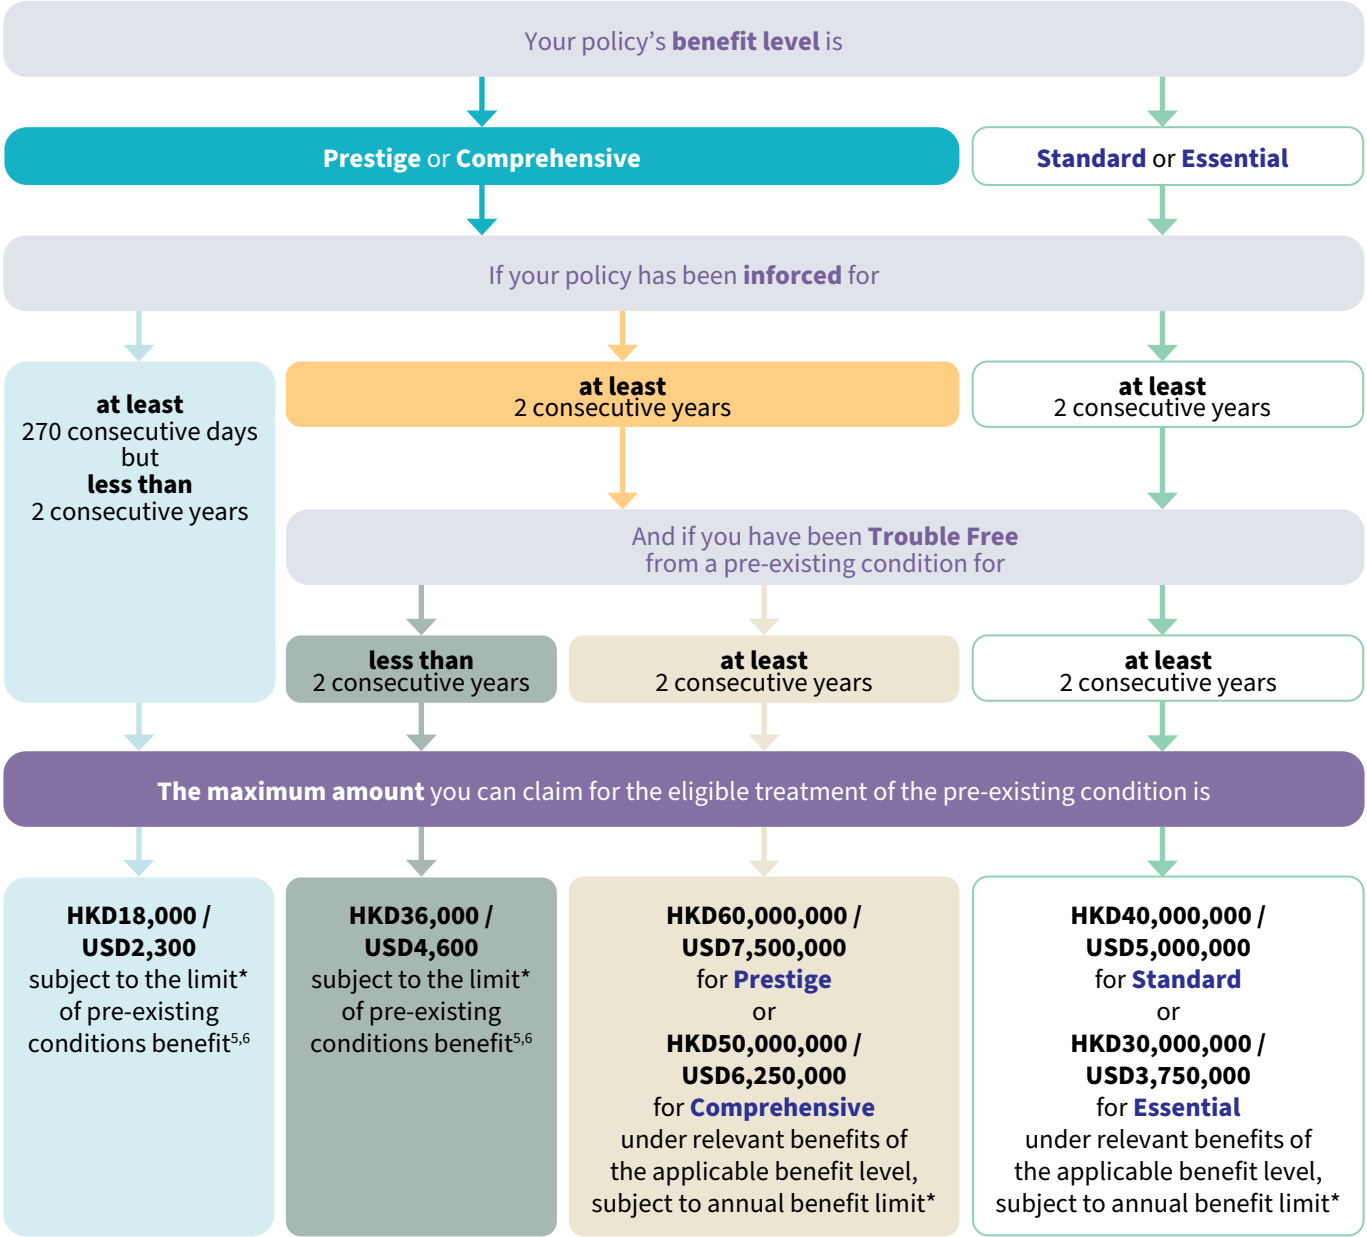 Your policy's benefit level is
Prestige or Comprehensive
Standard or Essential
If your policy has been inforced for
at least
270 consecutive days
but
less than
2 consecutive years
at least
2 consecutive years
at least
2 consecutive years
And if you have been Trouble Free
from a pre-existing condition for
less than
2 consecutive years
at least
2 consecutive years
at least
2 consecutive years
The maximum amount you can claim for the eligible treatment of the pre-existing condition is
HKD18,000 /
USD2,300
subject to the limit*
of pre-existing
conditions benefit5,6
HKD36,000 /
USD4,600
subject to the limit*
of pre-existing
conditions benefit5,6
HKD60,000,000 /
USD7,500,000
for Prestige
or
HKD50,000,000 /
USD6,250,000
for Comprehensive
under relevant benefits of
the applicable benefit level,
subject to annual benefit limit*
HKD40,000,000 /
USD5,000,000
for Standard
or
HKD30,000,000 /
USD3,750,000
for Essential
under relevant benefits of
the applicable benefit level,
subject to annual benefit limit*